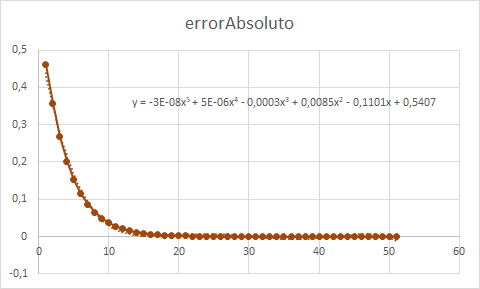 errorAbsoluto
0,5
y = -3E-08x⁵ + 5E-06x⁴ - 0,0003x³ + 0,0085x² - 0,1101x + 0,5407
0,4
0,3
0,2
0,1
0
0 10 20 30 40 50 60
-0,1